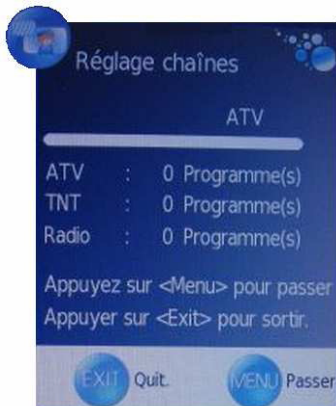 Réglage chaînes
ATV
ATV : 0 Programme(s)
TNT : 0 Programme(s)
Radio : 0 Programme(s)
Appuyez sur <Menu> pour passer
Appuyer sur <Exit> pour sortir.
EXIT Quit. MENU Passer